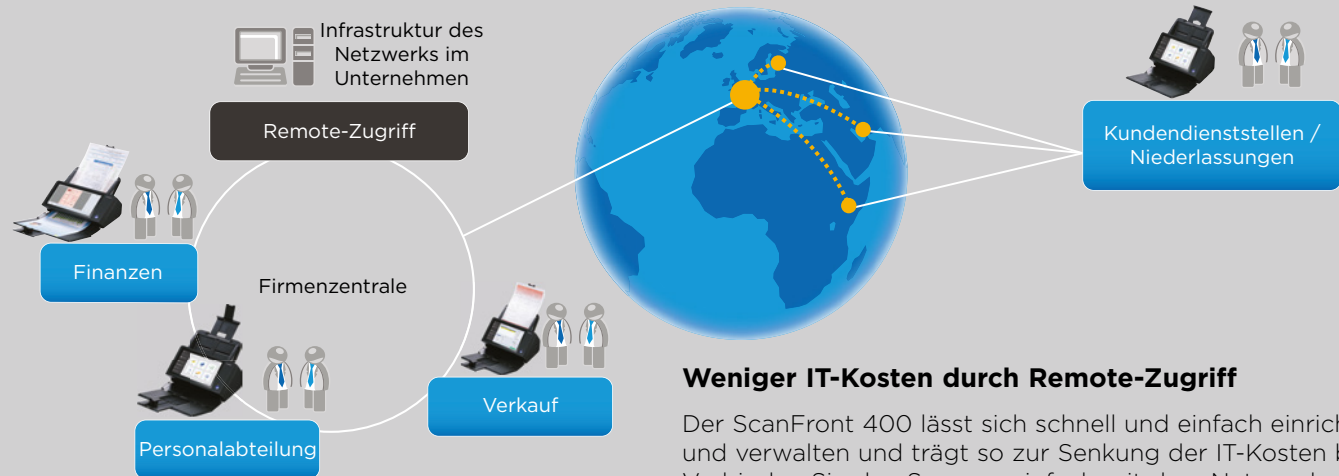 Infrastruktur des
Netzwerks im
Unternehmen
Remote-Zugriff
Kundendienststellen /
Niederlassungen
Finanzen
Firmenzentrale
Verkauf
Personalabteilung
Weniger IT-Kosten durch Remote-Zugriff
Der ScanFront 400 lässt sich schnell und einfach
und verwalten und trägt so zur Senkung der IT-Kosten